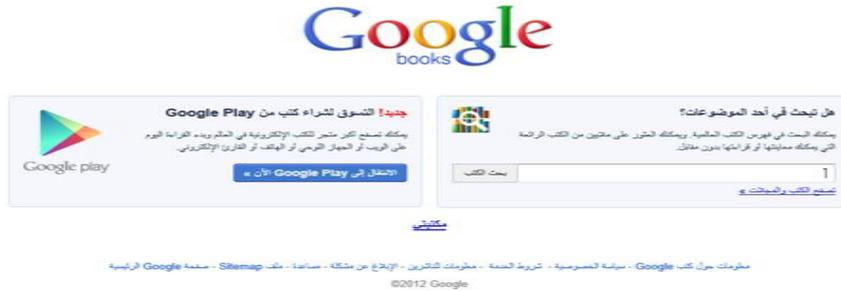 Google
books
هل تبحث في أحد الموضوعات؟
يمكنك البحث في فهرس الكتب العالمية. ويمكنك العثور على ملايين من الكتب الرائعة
التي يمكنك معاينتها أو قراءتها بدون مقابل.
1
بحث الكتب
تصفح الكتب والمجلات »
جديد! التسوق لشراء كتب من Google Play
يمكنك تصفح أكبر متجر للكتب الإلكترونية في العالم وبدء القراءة اليوم
على الويب أو الجهاز اللوحي أو الهاتف أو القارئ الإلكتروني.
الانتقال إلى Google Play الآن »
Google play
مكتبتي
معلومات حول كتب Google - سياسة الخصوصية - شروط الخدمة - معلومات للناشرين - الإبلاغ عن مشكلة - مساعدة - ملف Sitemap - صفحة Google الرئيسية
©2012 Google